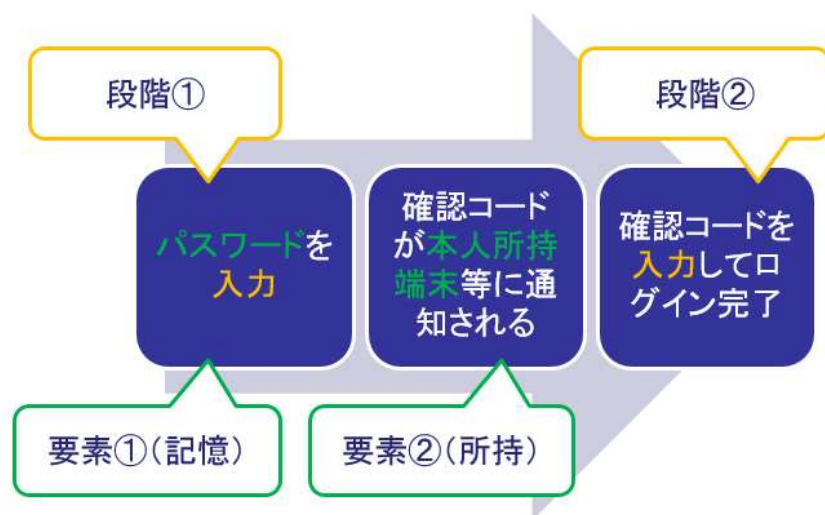 段階①
段階②
パスワードを
入力
確認コード
が本人所持
端末等に通
知される
確認コードを
入力してロ
グイン完了
要素①(記憶)
要素②(所持)